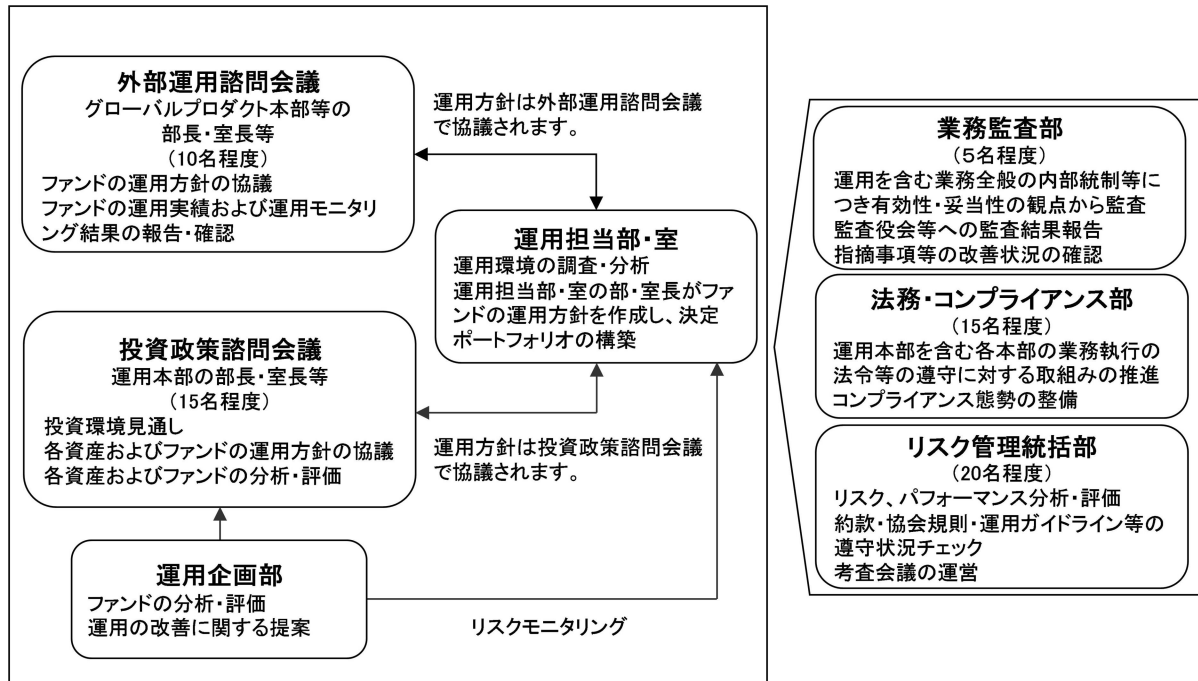 外部運用諮問会議
グローバルプロダクト本部等の
部長・室長等
(10名程度)
ファンドの運用方針の協議
ファンドの運用実績および運用モニタリ
ング結果の報告・確認
運用方針は外部運用諮問会議
で協議されます。
運用担当部・室
運用環境の調査・分析
運用担当部・室の部・室長がファ
ンドの運用方針を作成し、決定
ポートフォリオの構築
投資政策諮問会議
運用本部の部長・室長等
(15名程度)
投資環境見通し
各資産およびファンドの運用方針の協議
各資産およびファンドの分析・評価
運用方針は投資政策諮問会議
で協議されます。
運用企画部
ファンドの分析・評価
運用の改善に関する提案
リスクモニタリング
業務監査部
(5名程度)
運用を含む業務全般の内部統制等に
つき有効性・妥当性の観点から監査
監査役会等への監査結果報告
指摘事項等の改善状況の確認
法務・コンプライアンス部
(15名程度)
運用本部を含む各本部の業務執行の
法令等の遵守に対する取組みの推進
コンプライアンス態勢の整備
リスク管理統括部
(20名程度)
リスク、パフォーマンス分析・評価
約款・協会規則・運用ガイドライン等の
遵守状況チェック
考査会議の運営